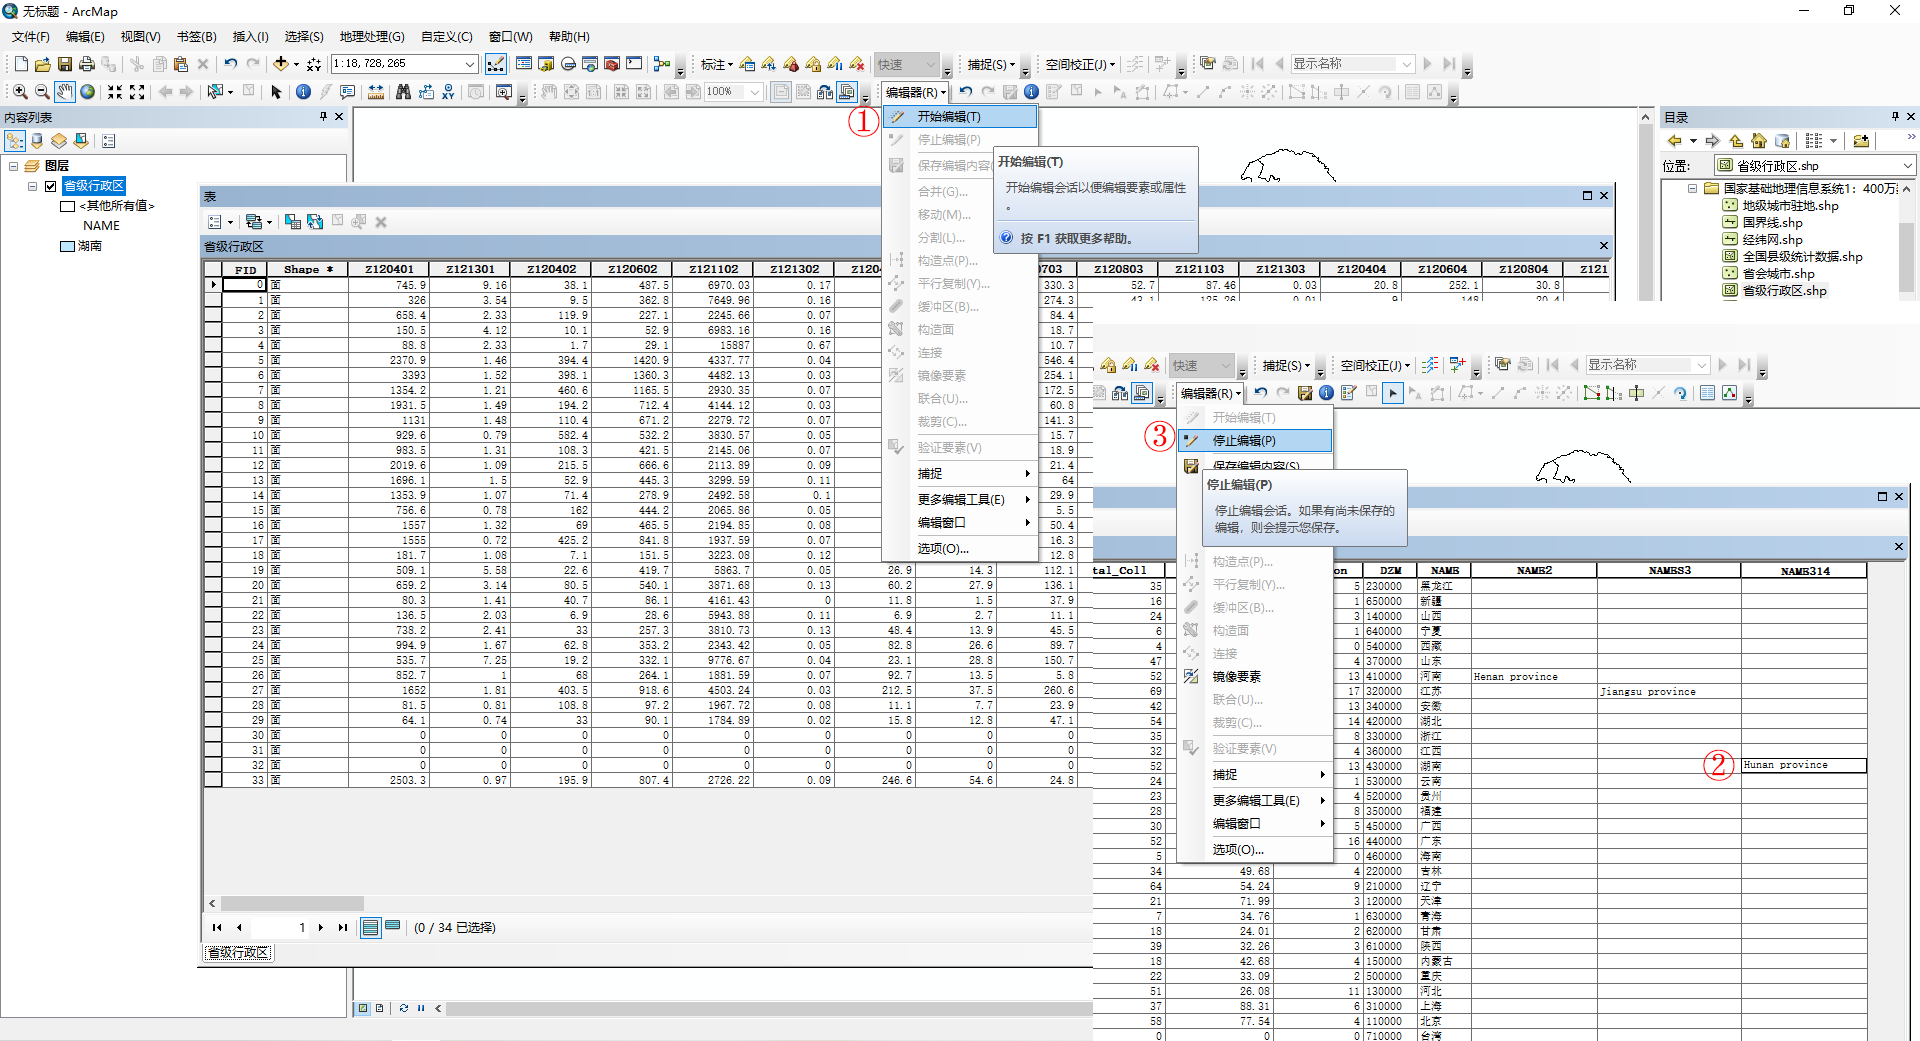 无标题 - ArcMap
文件(F) 编辑(E) 视图(V) 书签(B) 插入(I) 选择(S) 地理处理(G) 自定义(C) 窗口(W) 帮助(H)
1:18,728,265 标注 快速 捕捉(S) 空间校正(J) 显示名称
100% 编辑器(R)
内容列表
图层
省级行政区
<其他所有值>
NAME
湖南
① 开始编辑(T)
停止编辑(P)
保存编辑内容(
合并(G)...
移动(M)...
分割(L)...
构造点(P)...
平行复制(Y)...
缓冲区(B)...
构造面
连接
镜像要素
联合(U)...
裁剪(C)...
验证要素(V)
捕捉
更多编辑工具(E)
编辑窗口
选项(O)...
开始编辑(T)
开始编辑会话以便编辑要素或属性
。
按 F1 获取更多帮助。
目录
位置: 省级行政区.shp
国家基础地理信息系统1: 400万
地级城市驻地.shp
国界线.shp
经纬网.shp
全国县级统计数据.shp
省会城市.shp
省级行政区.shp
表
省级行政区
FID Shape * Z120401 Z121301 Z120402 Z120602 Z121102 Z121302 Z120 0703 Z120803 Z121103 Z121303 Z120404 Z120604 Z120804 Z121
0 面 745.9 9.16 38.1 487.5 6970.03 0.17 330.3 52.7 87.46 0.03 20.8 252.1 30.8
1 面 326 3.54 9.5 362.8 7649.96 0.16 274.3 43.1 125.26 0.01 9 148 20.4
2 面 658.4 2.33 119.9 227.1 2245.66 0.07 84.4
3 面 150.5 4.12 10.1 52.9 6983.16 0.16 18.7
4 面 88.8 2.33 1.7 29.1 15887 0.67 10.7
5 面 2370.9 1.46 394.4 1420.9 4337.77 0.04 546.4
6 面 3393 1.52 398.1 1360.3 4482.13 0.03 254.1
7 面 1354.2 1.21 460.6 1165.5 2930.35 0.07 172.5
8 面 1931.5 1.49 194.2 712.4 4144.12 0.03 60.8
9 面 1131 1.48 110.4 671.2 2279.72 0.07 141.3
10 面 929.6 0.79 582.4 532.2 3830.57 0.05 15.7
11 面 983.5 1.31 108.3 421.5 2145.06 0.07 18.9
12 面 2019.6 1.09 215.5 666.6 2113.89 0.09 21.4
13 面 1696.1 1.5 52.9 445.3 3299.59 0.11 64
14 面 1353.9 1.07 71.4 278.9 2492.58 0.1 29.9
15 面 756.6 0.78 162 444.2 2065.86 0.05 5.5
16 面 1557 1.32 69 465.5 2194.85 0.08 50.4
17 面 1555 0.72 425.2 841.8 1937.59 0.07 16.3
18 面 181.7 1.08 7.1 151.5 3223.08 0.12 12.8
19 面 509.1 5.58 22.6 419.7 5863.7 0.05 26.9 14.3 112.1
20 面 659.2 3.14 80.5 540.1 3871.68 0.13 60.2 27.9 136.1
21 面 80.3 1.41 40.7 86.1 4161.43 0 11.8 1.5 37.9
22 面 136.5 2.03 6.9 28.6 5943.88 0.11 6.9 2.7 11.1
23 面 738.2 2.41 33 257.3 3810.73 0.13 48.4 13.9 45.5
24 面 994.9 1.67 62.8 353.2 2343.42 0.05 82.8 26.6 89.7
25 面 535.7 7.25 19.2 332.1 9776.67 0.04 23.1 28.8 150.7
26 面 852.7 1 68 264.1 1881.59 0.07 92.7 13.5 5.8
27 面 1652 1.81 403.5 918.6 4503.24 0.03 212.5 37.5 260.6
28 面 81.5 0.81 108.8 97.2 1967.72 0.08 11.1 7.7 23.9
29 面 64.1 0.74 33 90.1 1784.89 0.02 15.8 12.8 47.1
30 面 0 0 0 0 0 0 0 0 0
31 面 0 0 0 0 0 0 0 0 0
32 面 0 0 0 0 0 0 0 0 0
33 面 2503.3 0.97 195.9 807.4 2726.22 0.09 246.6 54.6 24.8
1 (0 / 34 已选择)
省级行政区
快速 捕捉(S) 空间校正(J) 显示名称
编辑器(R)
开始编辑(T)
③ 停止编辑(P)
保存编辑内容(S)
停止编辑(P)
停止编辑会话。如果有尚未保存的
编辑，则会提示您保存。
构造点(P)...
平行复制(Y)...
缓冲区(B)...
构造面
连接
镜像要素
联合(U)...
裁剪(C)...
验证要素(V)
捕捉
更多编辑工具(E)
编辑窗口
选项(O)...
tal_Coll on DZM NAME NAME2 NAMES3 NAME314
35 5 230000 黑龙江
16 1 650000 新疆
24 3 140000 山西
6 1 640000 宁夏
4 0 540000 西藏
47 4 370000 山东
52 13 410000 河南 Henan province
69 17 320000 江苏 Jiangsu province
42 13 340000 安徽
54 14 420000 湖北
35 8 330000 浙江
32 4 360000 江西
52 13 430000 湖南 ② Hunan province
24 1 530000 云南
23 4 520000 贵州
28 8 350000 福建
30 5 450000 广西
52 16 440000 广东
5 0 460000 海南
34 49.68 4 220000 吉林
64 54.24 9 210000 辽宁
21 71.99 3 120000 天津
7 34.76 1 630000 青海
18 24.01 2 620000 甘肃
39 32.26 3 610000 陕西
18 42.68 4 150000 内蒙古
22 33.09 2 500000 重庆
51 26.08 11 130000 河北
37 88.31 6 310000 上海
58 77.54 4 110000 北京
0 0 0 710000 台湾